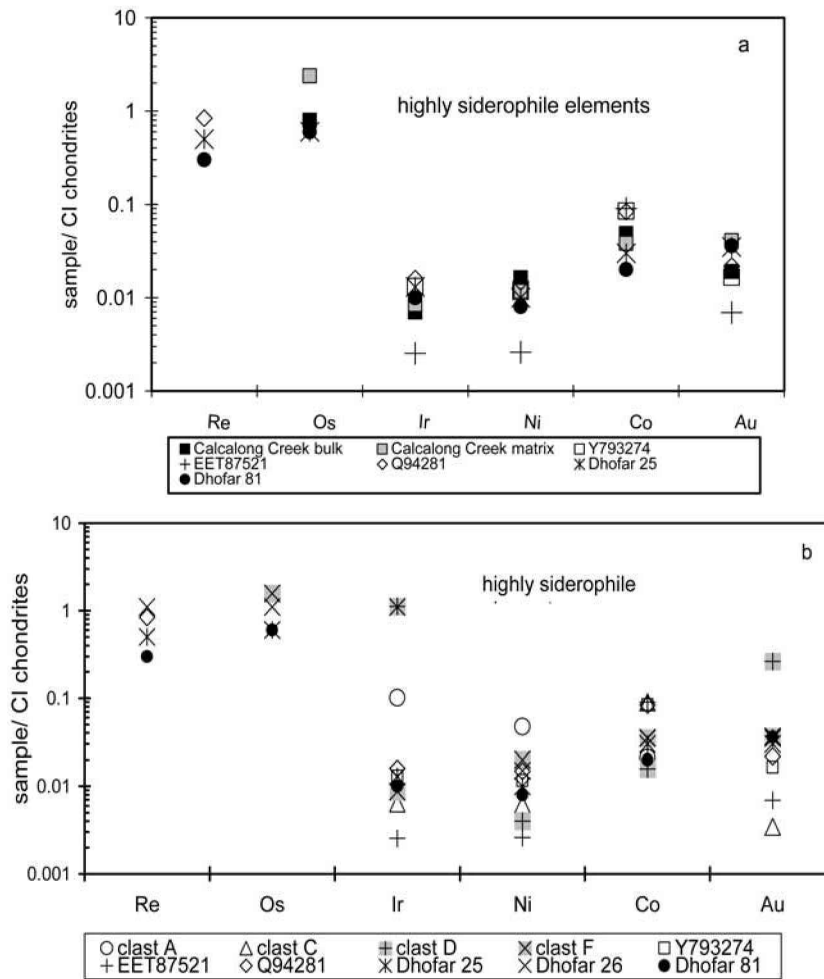 10
a
1
highly siderophile elements
0.1
0.01
0.001
sample/ CI chondrites
Re Os Ir Ni Co Au
Calcalong Creek bulk Calcalong Creek matrix Y793274
EET87521 Q94281 Dhofar 25
Dhofar 81
10
b
1
highly siderophile
0.1
0.01
0.001
sample/ CI chondrites
Re Os Ir Ni Co Au
clast A clast C clast D clast F Y793274
EET87521 Q94281 Dhofar 25 Dhofar 26 Dhofar 81